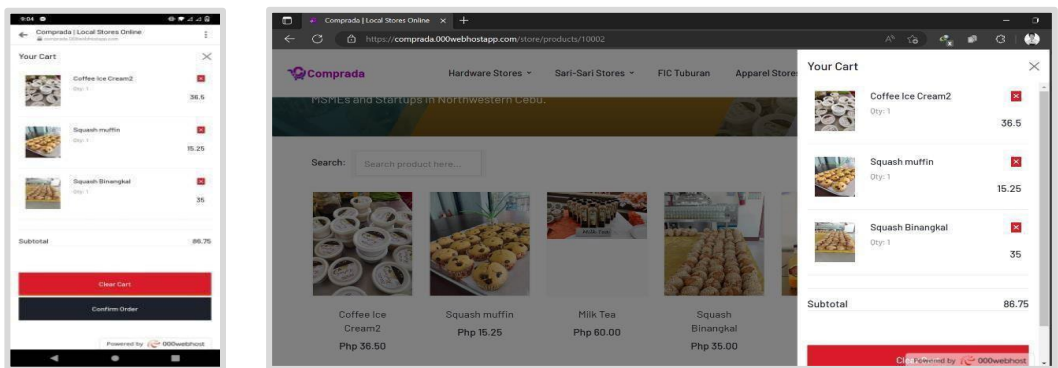 9:04
Comprada | Local Stores Online
comprada.000webhostapp.com
Your Cart
Coffee Ice Cream2
Qty: 1
36.5
Squash muffin
Qty: 1
15.25
Squash Binangkal
Qty: 1
35
Subtotal 86.75
Clear Cart
Confirm Order
Powered by 000webhost
Comprada | Local Stores Online
https://comprada.000webhostapp.com/store/products/10002
Comprada Hardware Stores Sari-Sari Stores FIC Tuburan Apparel Stores
MSMEs and Startups in Northwestern Cebu.
Search: Search product here...
Coffee Ice Cream2
Php 36.50
Squash muffin
Php 15.25
Milk Tea
Php 60.00
Squash Binangkal
Php 35.00
Your Cart
Coffee Ice Cream2
Qty: 1
36.5
Squash muffin
Qty: 1
15.25
Squash Binangkal
Qty: 1
35
Subtotal 86.75
Powered by 000webhost